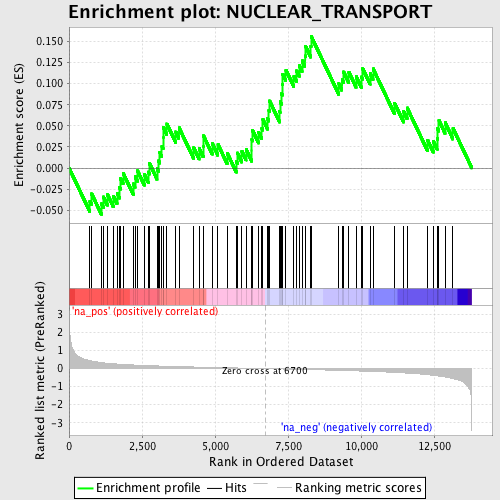 Enrichment plot: NUCLEAR_TRANSPORT
Enrichment score (ES)
0.150
0.125
0.100
0.075
0.050
0.025
0.000
-0.025
-0.050
'na_pos' (positively correlated)
Ranked list metric (PreRanked)
3
2
1
0
-1
-2
-3
Zero cross at 6700
'na_neg' (negatively correlated)
0
2,500
5,000
7,500
10,000
12,500
Rank in Ordered Dataset
Enrichment profile
Hits
Ranking metric scores